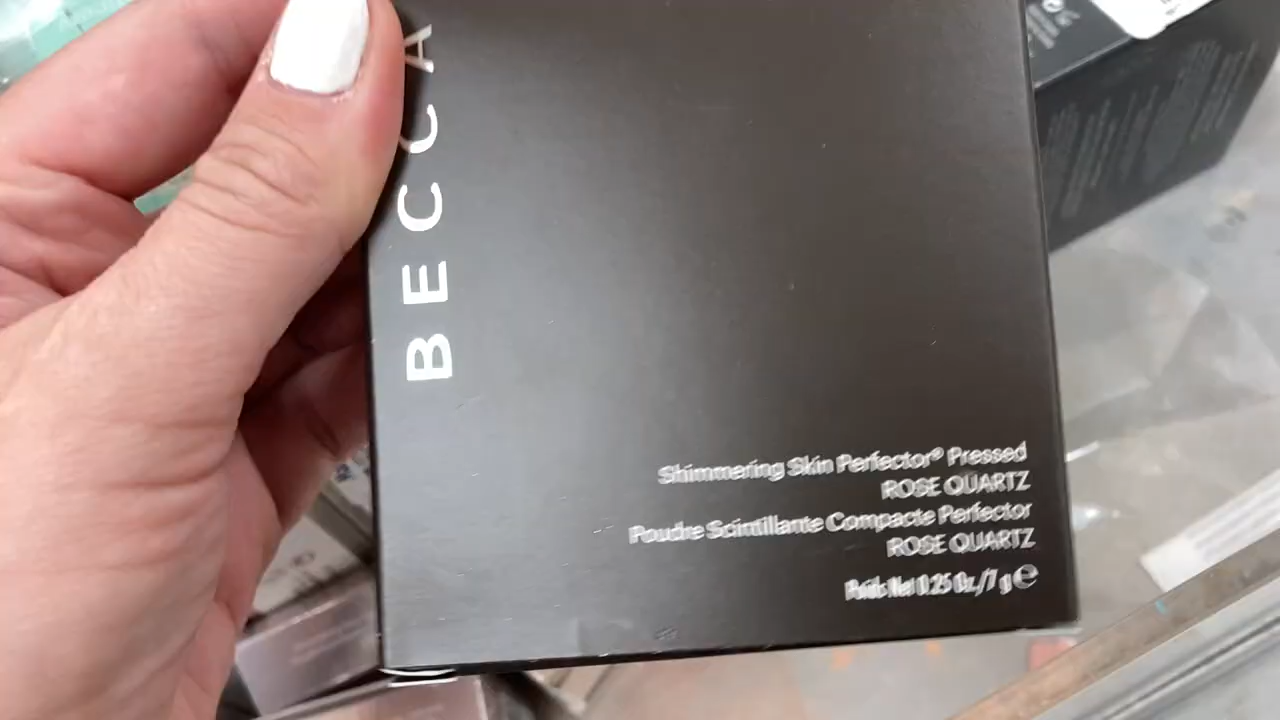 BECCA
Shimmering Skin Perfector® Pressed
ROSE QUARTZ
Poudre Scintillante Compacte Perfector
ROSE QUARTZ
Poids Net 0.25 Oz./7 g ℮